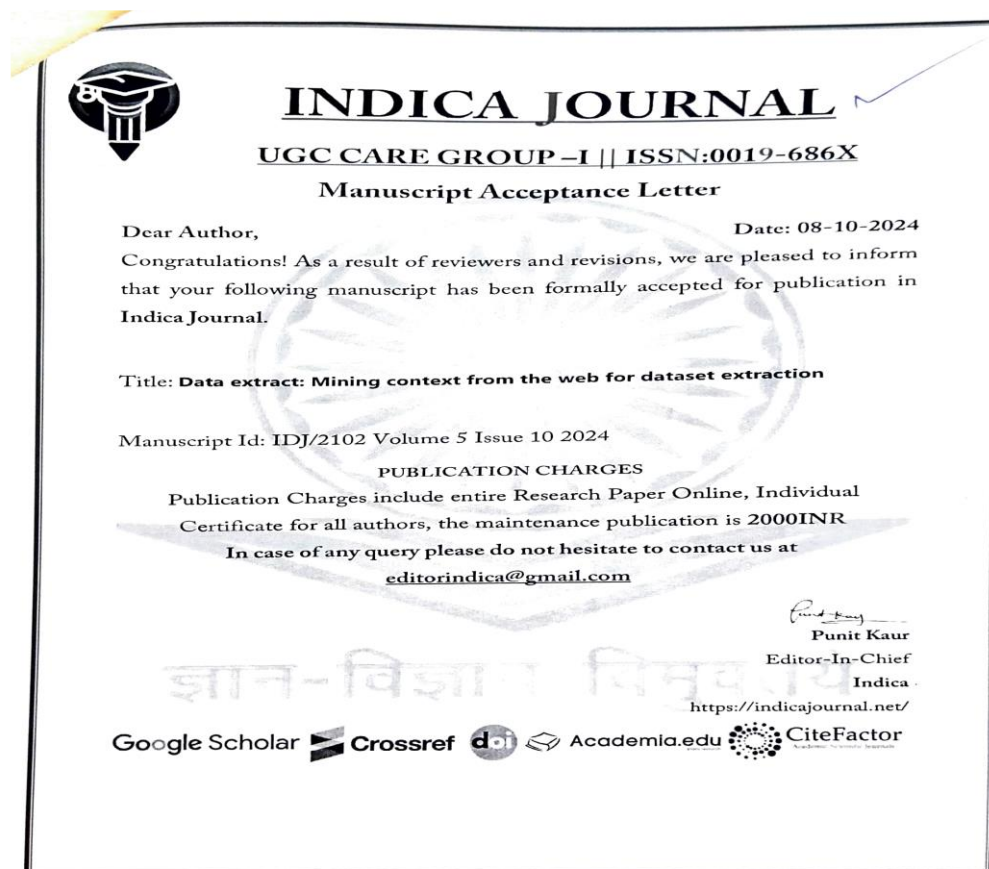 INDICA JOURNAL
UGC CARE GROUP –I || ISSN:0019-686X
Manuscript Acceptance Letter
Dear Author,
Date: 08-10-2024
Congratulations! As a result of reviewers and revisions, we are pleased to inform
that your following manuscript has been formally accepted for publication in
Indica Journal.
Title: Data extract: Mining context from the web for dataset extraction
Manuscript Id: IDJ/2102 Volume 5 Issue 10 2024
PUBLICATION CHARGES
Publication Charges include entire Research Paper Online, Individual
Certificate for all authors, the maintenance publication is 2000INR
In case of any query please do not hesitate to contact us at
editorindica@gmail.com
Punit Kaur
Editor-In-Chief
Indica
https://indicajournal.net/
ज्ञान-विज्ञान
Google Scholar Crossref doi Academia.edu CiteFactor
Academic Scientific Journals